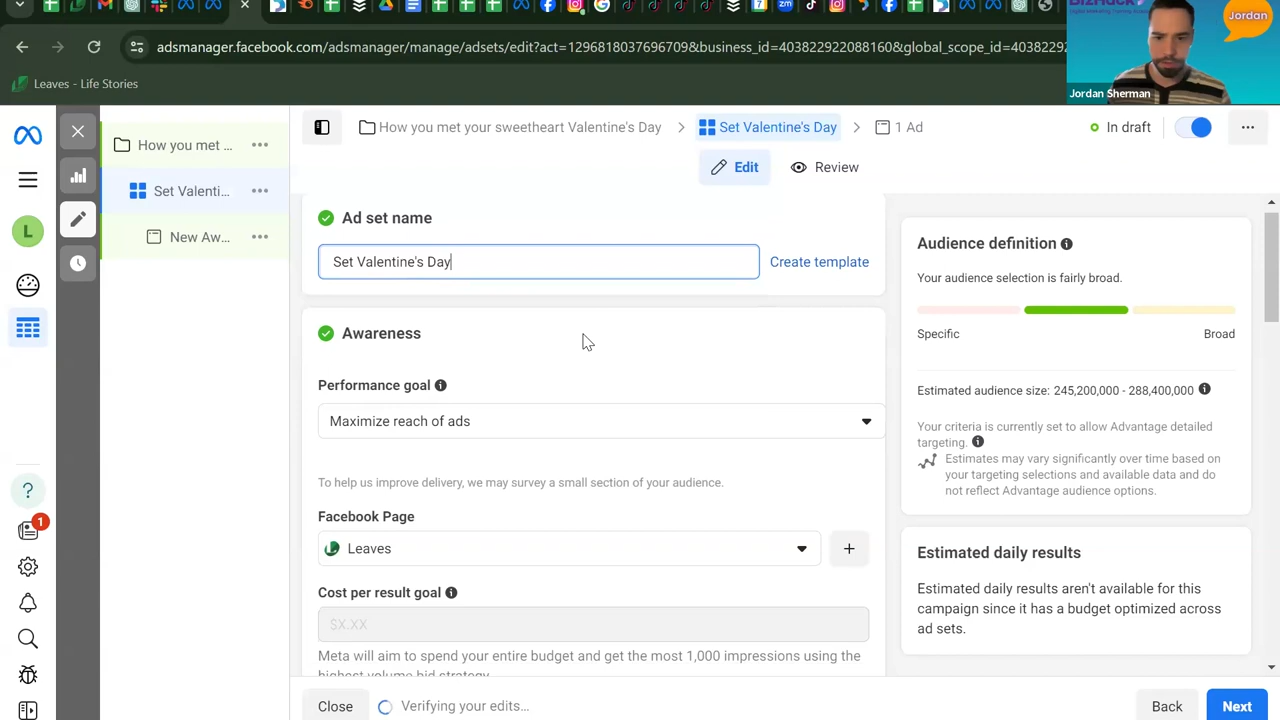 BizHack
Jordan
adsmanager.facebook.com/adsmanager/manage/adsets/edit?act=1296818037696709&business_id=403822922088160&global_scope_id=40382292
Leaves - Life Stories
Jordan Sherman
How you met ...
Set Valenti...
New Aw...
L
?
1
How you met your sweetheart Valentine's Day
Set Valentine's Day
1 Ad
In draft
Edit
Review
Ad set name
Set Valentine's Day
Create template
Awareness
Performance goal
Maximize reach of ads
To help us improve delivery, we may survey a small section of your audience.
Facebook Page
Leaves
Cost per result goal
$X.XX
Meta will aim to spend your entire budget and get the most 1,000 impressions using the
highest volume bid strategy
Close
Verifying your edits...
Back
Next
Audience definition
Your audience selection is fairly broad.
Specific
Broad
Estimated audience size: 245,200,000 - 288,400,000
Your criteria is currently set to allow Advantage detailed
targeting.
Estimates may vary significantly over time based on
your targeting selections and available data and do
not reflect Advantage audience options.
Estimated daily results
Estimated daily results aren't available for this
campaign since it has a budget optimized across
ad sets.